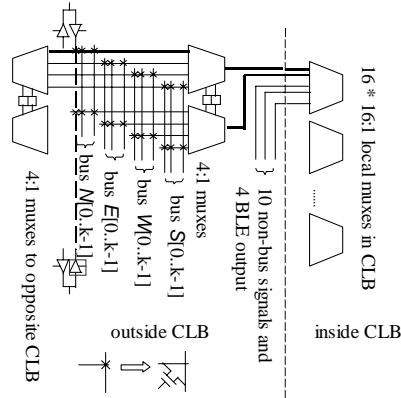 16 * 16:1 local muxes in CLB
......
10 non-bus signals and
4 BLE output
4:1 muxes
bus S[0..k-1]
bus W[0..k-1]
bus E[0..k-1]
bus N[0..k-1]
4:1 muxes to opposite CLB
outside CLB
inside CLB